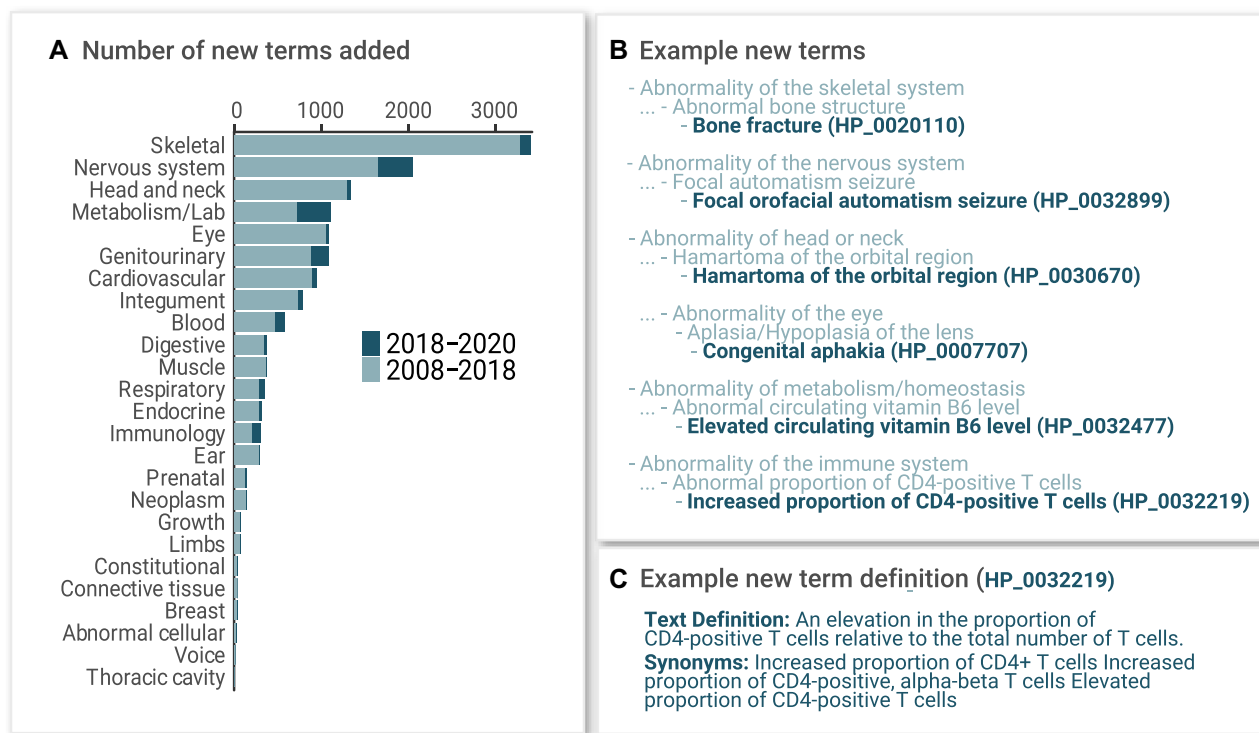 A Number of new terms added
0 1000 2000 3000
Skeletal
Nervous system
Head and neck
Metabolism/Lab
Eye
Genitourinary
Cardiovascular
Integument
Blood
Digestive
Muscle
Respiratory
Endocrine
Immunology
Ear
Prenatal
Neoplasm
Growth
Limbs
Constitutional
Connective tissue
Breast
Abnormal cellular
Voice
Thoracic cavity
2018–2020
2008–2018
B Example new terms
- Abnormality of the skeletal system
... - Abnormal bone structure
- Bone fracture (HP_0020110)
- Abnormality of the nervous system
... - Focal automatism seizure
- Focal orofacial automatism seizure (HP_0032899)
- Abnormality of head or neck
... - Hamartoma of the orbital region
- Hamartoma of the orbital region (HP_0030670)
... - Abnormality of the eye
- Aplasia/Hypoplasia of the lens
- Congenital aphakia (HP_0007707)
- Abnormality of metabolism/homeostasis
... - Abnormal circulating vitamin B6 level
- Elevated circulating vitamin B6 level (HP_0032477)
- Abnormality of the immune system
... - Abnormal proportion of CD4-positive T cells
- Increased proportion of CD4-positive T cells (HP_0032219)
C Example new term definition (HP_0032219)
Text Definition: An elevation in the proportion of
CD4-positive T cells relative to the total number of T cells.
Synonyms: Increased proportion of CD4+ T cells Increased
proportion of CD4-positive, alpha-beta T cells Elevated
proportion of CD4-positive T cells